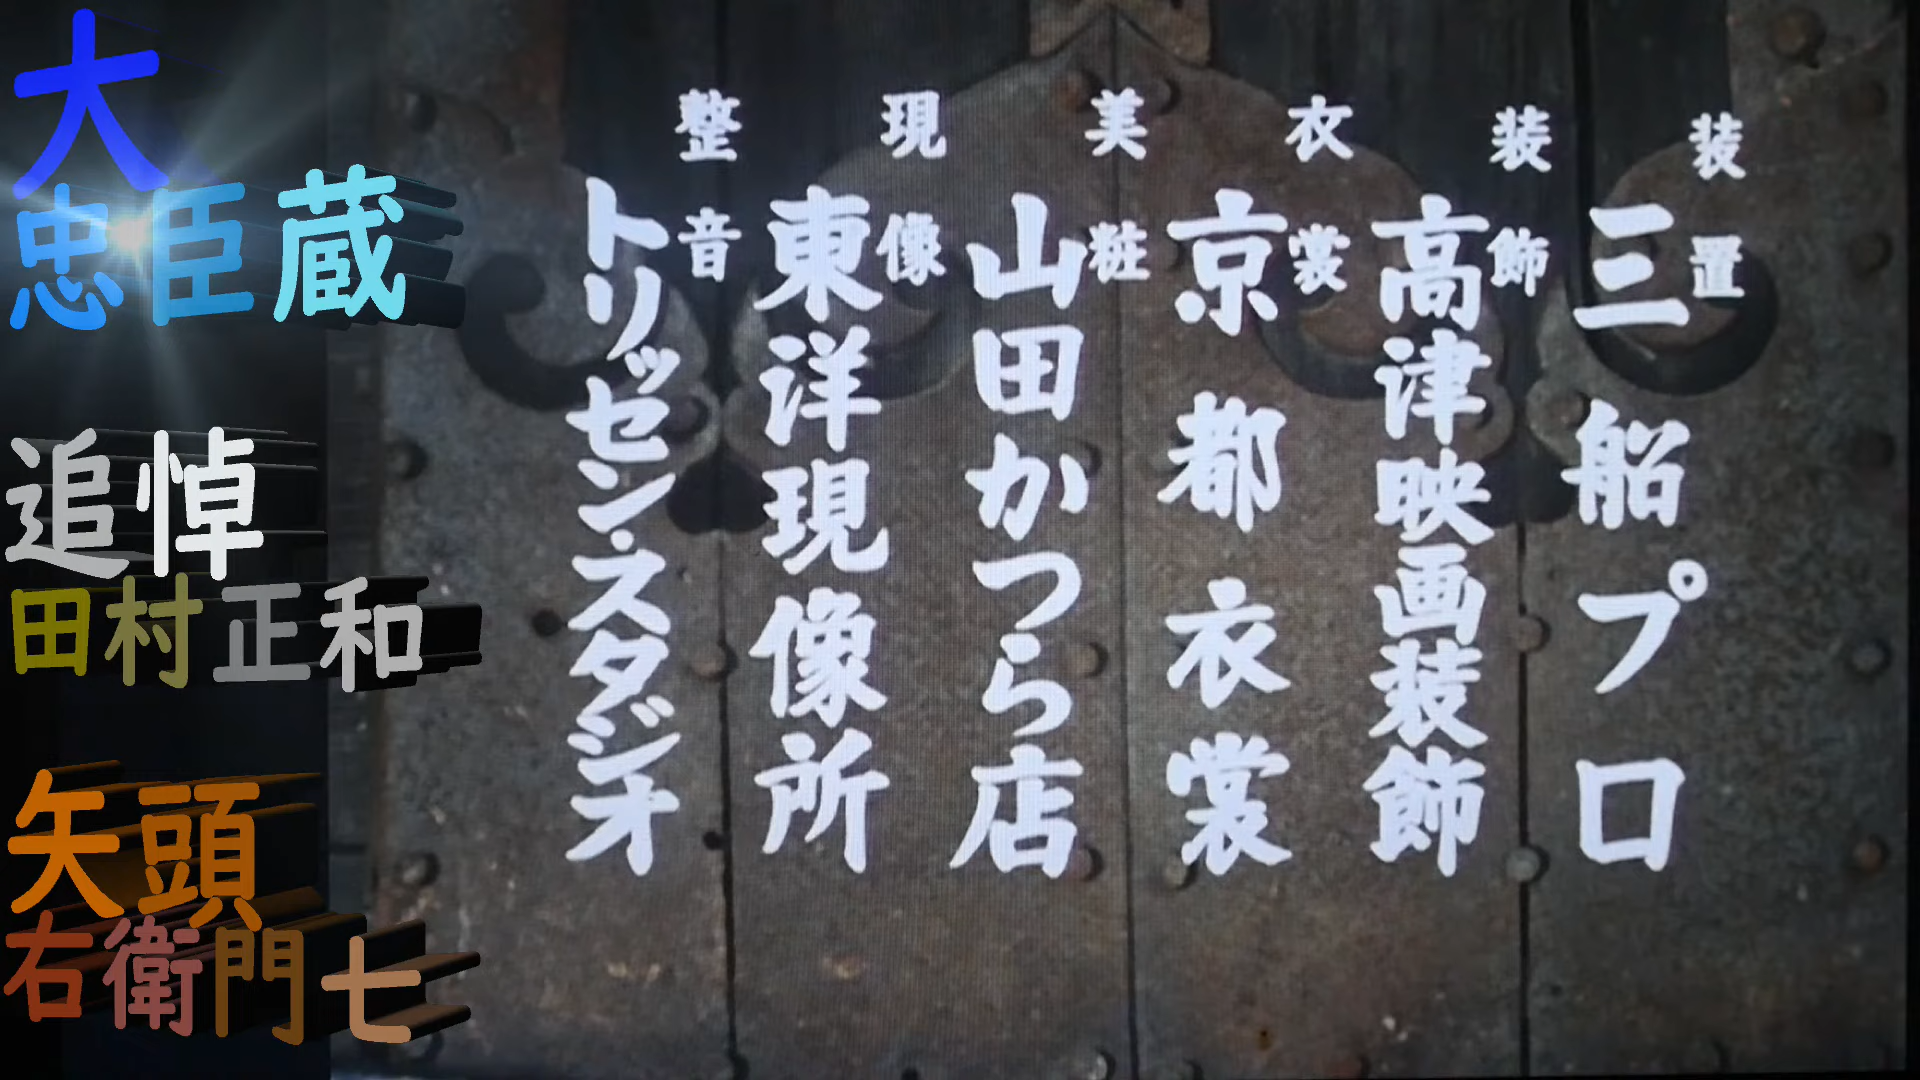 大
忠臣蔵
追悼
田村正和
矢頭
右衛門七
装置
三船プロ
装飾
高津映画装飾
衣裳
京都衣裳
美粧
山田かつら店
現像
東洋現像所
整音
トリッセン・スタジオ